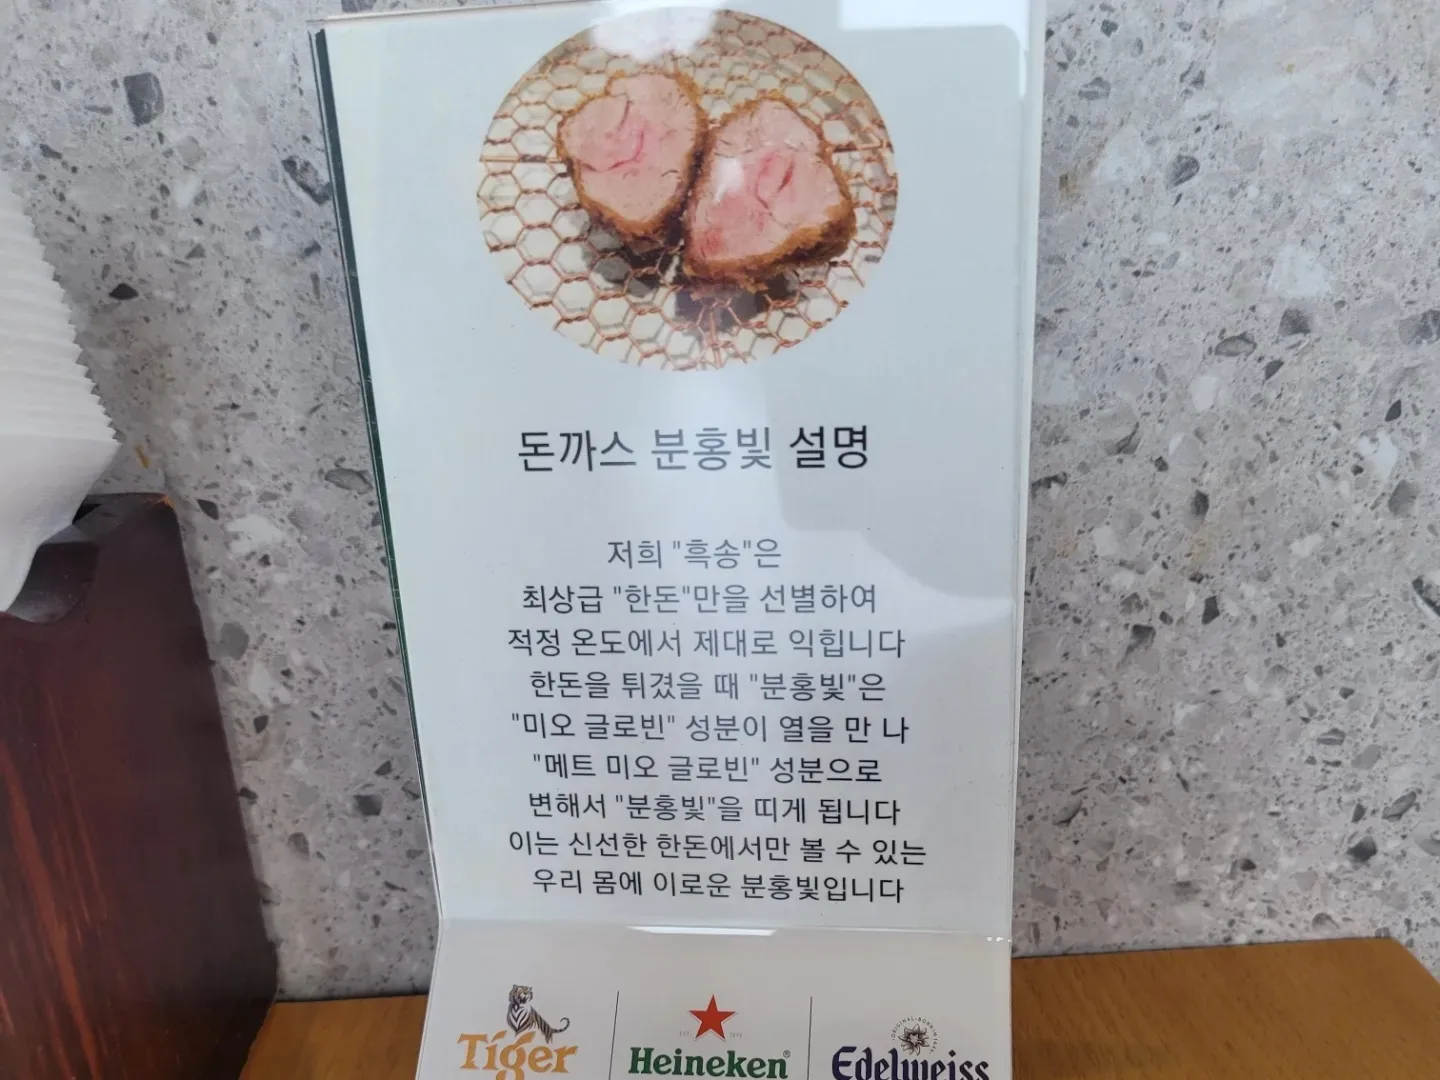 돈까스 분홍빛 설명
저희 "흑송"은
최상급 "한돈"만을 선별하여
적정 온도에서 제대로 익힙니다
한돈을 튀겼을 때 "분홍빛"은
"미오 글로빈" 성분이 열을 만 나
"메트 미오 글로빈" 성분으로
변해서 "분홍빛"을 띠게 됩니다
이는 신선한 한돈에서만 볼 수 있는
우리 몸에 이로운 분홍빛입니다
Tiger
Heineken
Edelweiss